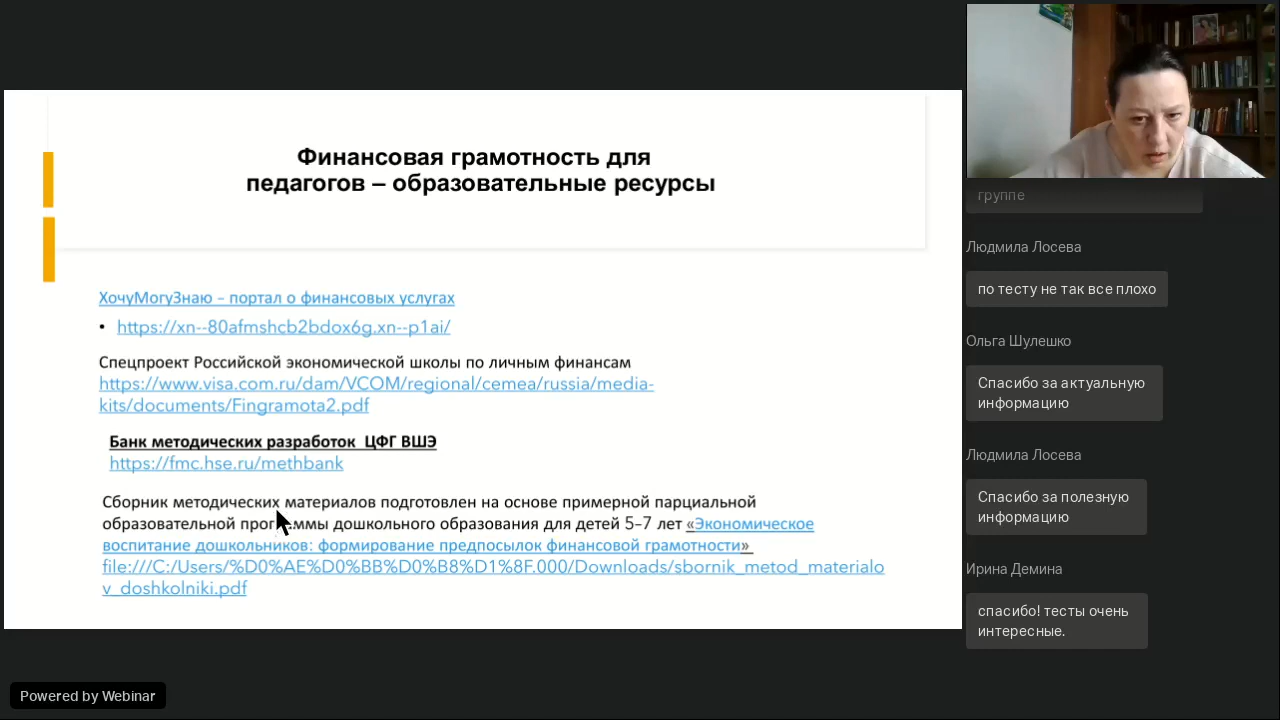 Финансовая грамотность для
педагогов – образовательные ресурсы
ХочуМогуЗнаю – портал о финансовых услугах
• https://xn--80afmshcb2bdox6g.xn--p1ai/
Спецпроект Российской экономической школы по личным финансам
https://www.visa.com.ru/dam/VCOM/regional/cemea/russia/media-
kits/documents/Fingramota2.pdf
Банк методических разработок ЦФГ ВШЭ
https://fmc.hse.ru/methbank
Сборник методических материалов подготовлен на основе примерной парциальной
образовательной программы дошкольного образования для детей 5–7 лет «Экономическое
воспитание дошкольников: формирование предпосылок финансовой грамотности»
file:///C:/Users/%D0%AE%D0%BB%D0%B8%D1%8F.000/Downloads/sbornik_metod_materialo
v_doshkolniki.pdf
группе
Людмила Лосева
по тесту не так все плохо
Ольга Шулешко
Спасибо за актуальную
информацию
Людмила Лосева
Спасибо за полезную
информацию
Ирина Демина
спасибо! тесты очень
интересные.
Powered by Webinar